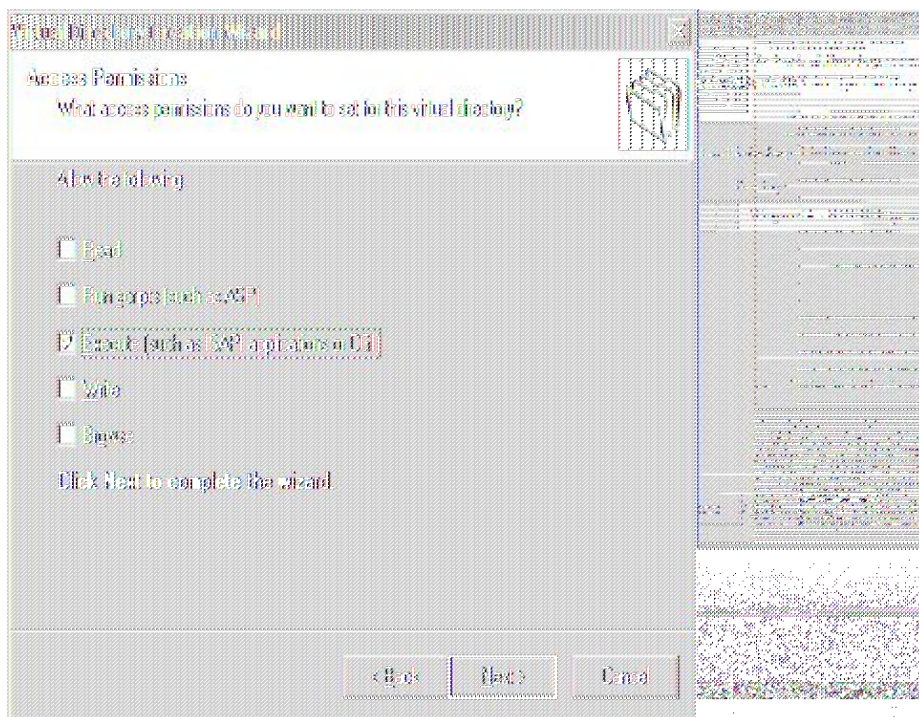 Virtual Directory Creation Wizard
Access Permissions
What access permissions do you want to set for this virtual directory?
Allow the following:
Read
Run scripts (such as ASP)
Execute (such as ISAPI applications or CGI)
Write
Browse
Click Next to complete the wizard.
< Back
Next >
Cancel